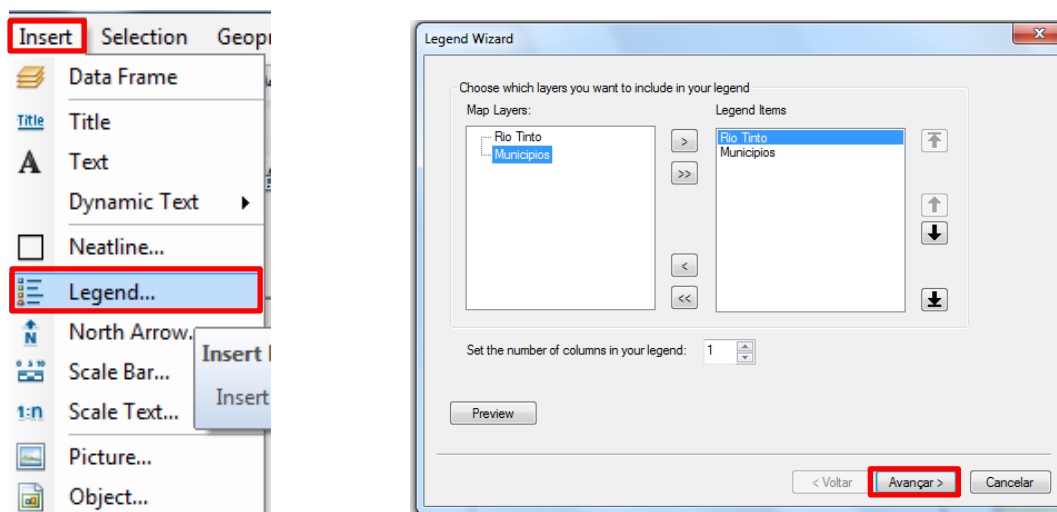 Insert Selection Geopr
Data Frame
Title Title
A Text
Dynamic Text
Neatline...
Legend...
N North Arrow.
Insert
Scale Bar...
Insert
1:n Scale Text...
Picture...
Object...
Legend Wizard
Choose which layers you want to include in your legend
Map Layers:
Legend Items
Rio Tinto
Municipios
Rio Tinto
Municipios
>
>>
<
<<
Set the number of columns in your legend: 1
Preview
< Voltar Avançar > Cancelar